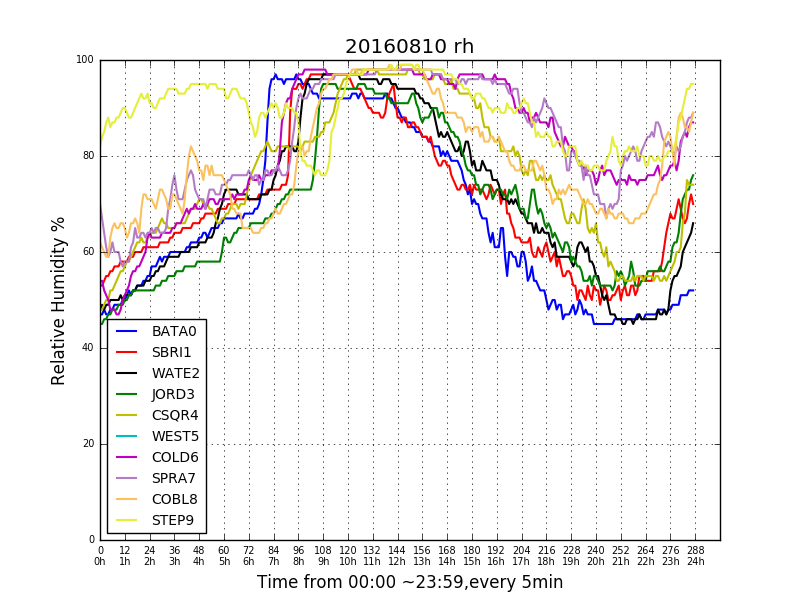 20160810 rh
Relative Humidity %
100
80
60
40
20
0
BATA0
SBRI1
WATE2
JORD3
CSQR4
WEST5
COLD6
SPRA7
COBL8
STEP9
0 12 24 36 48 60 72 84 96 108 120 132 144 156 168 180 192 204 216 228 240 252 264 276 288
0h 1h 2h 3h 4h 5h 6h 7h 8h 9h 10h 11h 12h 13h 14h 15h 16h 17h 18h 19h 20h 21h 22h 23h 24h
Time from 00:00 ~23:59,every 5min